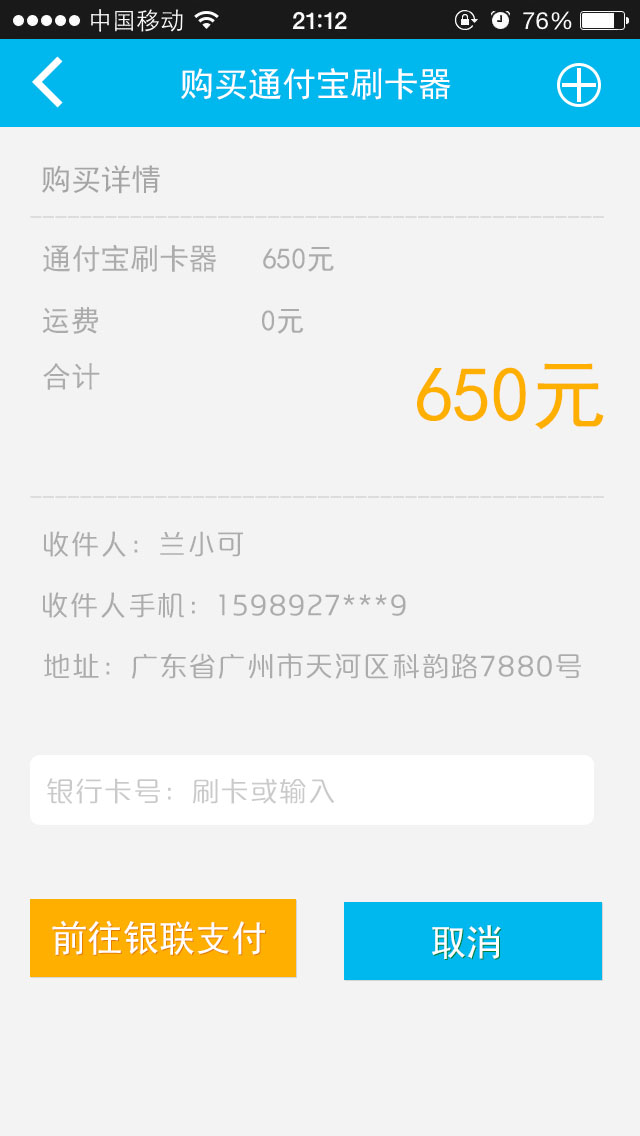 中国移动 21:12 76%
购买通付宝刷卡器
购买详情
通付宝刷卡器 650元
运费 0元
合计 650元
收件人：兰小可
收件人手机：1598927***9
地址：广东省广州市天河区科韵路7880号
银行卡号：刷卡或输入
前往银联支付 取消